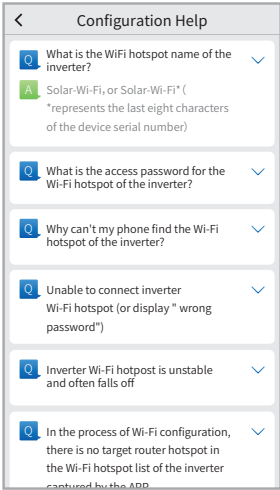 Configuration Help
Q What is the WiFi hotspot name of the
inverter?
A Solar-Wi-Fi, or Solar-Wi-Fi* (
*represents the last eight characters
of the device serial number)
Q What is the access password for the
Wi-Fi hotspot of the inverter?
Q Why can't my phone find the Wi-Fi
hotspot of the inverter?
Q Unable to connect inverter
Wi-Fi hotspot (or display " wrong
password")
Q Inverter Wi-Fi hotpost is unstable
and often falls off
Q In the process of Wi-Fi configuration,
there is no target router hotspot in
the Wi-Fi hotspot list of the inverter
captured by the APP